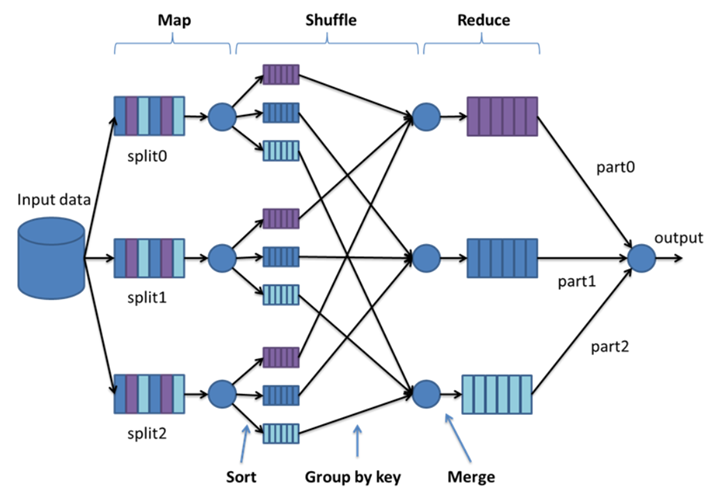 Map
Shuffle
Reduce
split0
part0
Input data
output
split1
part1
part2
split2
Sort
Group by key
Merge